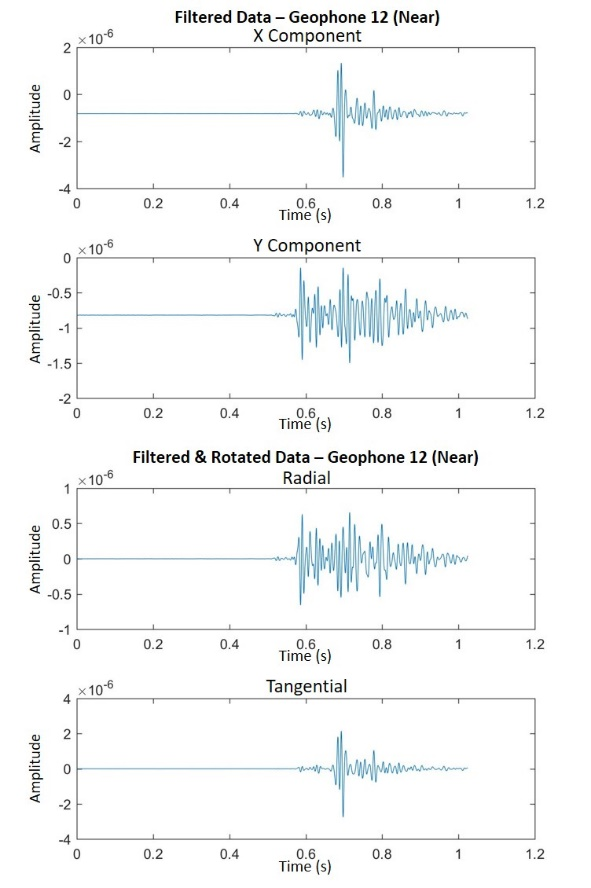 Filtered Data – Geophone 12 (Near)
X Component
×10-6
2
0
-2
-4
Amplitude
0 0.2 0.4 0.6 0.8 1 1.2
Time (s)
Y Component
×10-6
0
-0.5
-1
-1.5
-2
Amplitude
0 0.2 0.4 0.6 0.8 1 1.2
Time (s)
Filtered & Rotated Data – Geophone 12 (Near)
Radial
×10-6
1
0.5
0
-0.5
-1
Amplitude
0 0.2 0.4 0.6 0.8 1 1.2
Time (s)
Tangential
×10-6
4
2
0
-2
-4
Amplitude
0 0.2 0.4 0.6 0.8 1 1.2
Time (s)